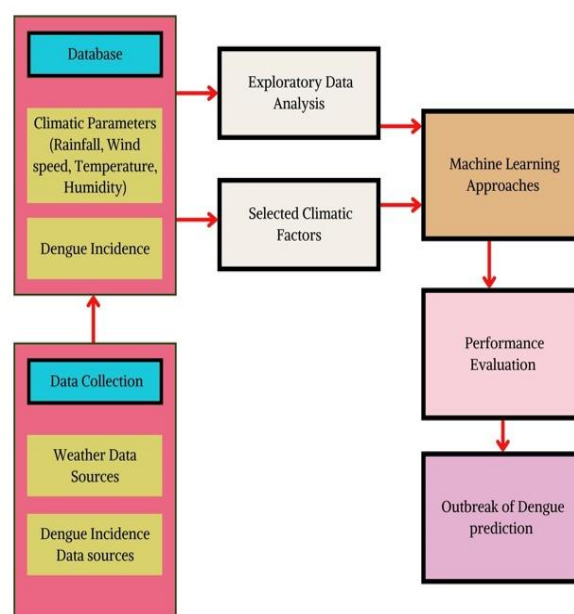 Database
Climatic Parameters
(Rainfall, Wind
speed, Temperature,
Humidity)
Dengue Incidence
Data Collection
Weather Data
Sources
Dengue Incidence
Data sources
Exploratory Data
Analysis
Selected Climatic
Factors
Machine Learning
Approaches
Performance
Evaluation
Outbreak of Dengue
prediction